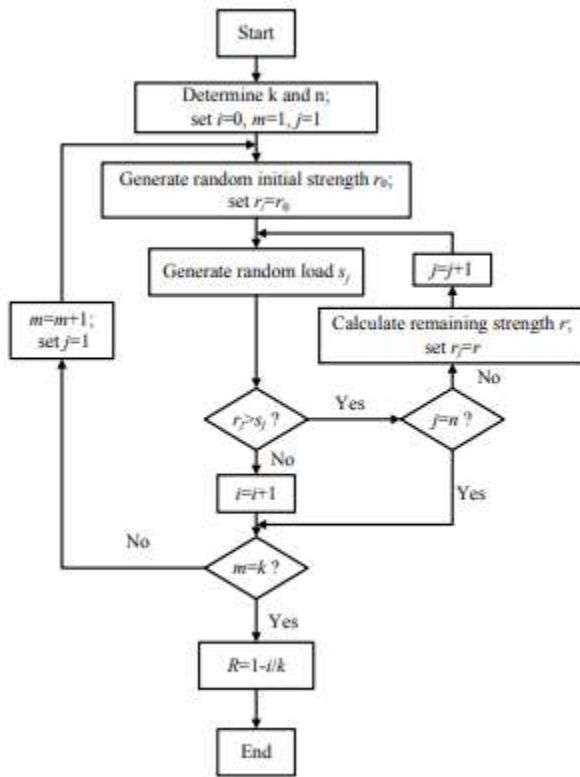 Start
Determine k and n;
set i=0, m=1, j=1
Generate random initial strength r₀;
set rⱼ=r₀
Generate random load sⱼ
j=j+1
m=m+1;
set j=1
Calculate remaining strength r;
set rⱼ=r
No
rⱼ>sⱼ ?
Yes
j=n ?
No
i=i+1
Yes
No
m=k ?
Yes
R=1-i/k
End